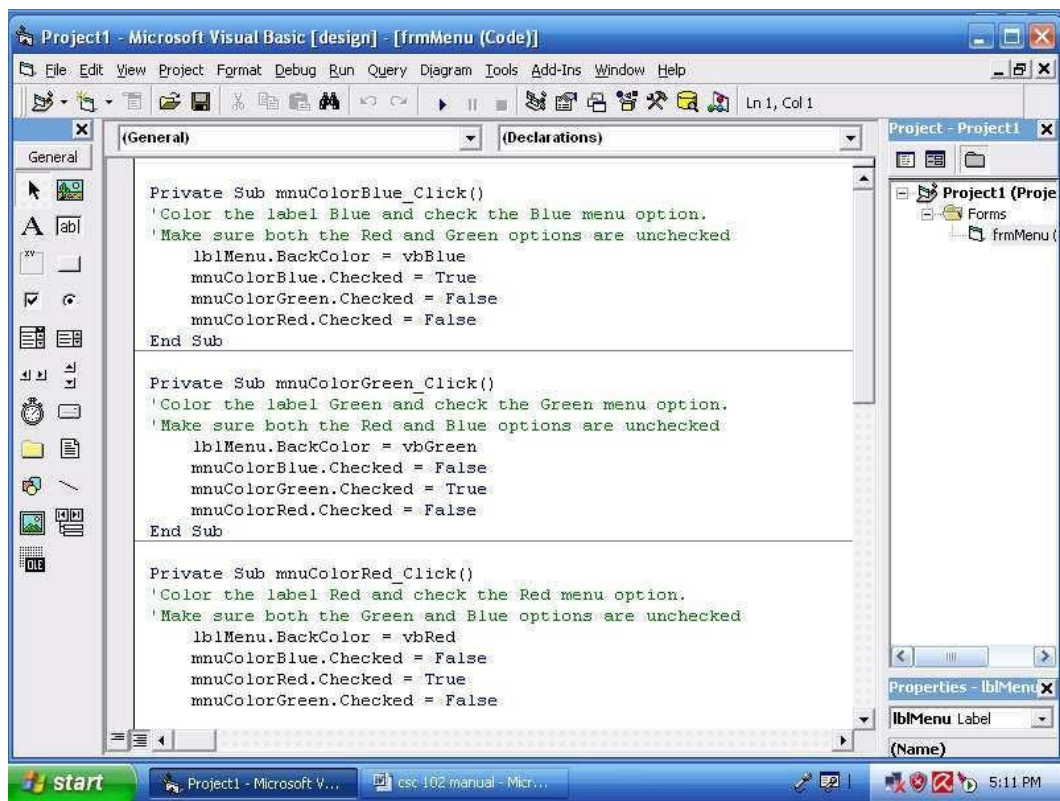 Project1 - Microsoft Visual Basic [design] - [frmMenu (Code)]
File Edit View Project Format Debug Run Query Diagram Tools Add-Ins Window Help
Ln 1, Col 1
General
(General) (Declarations)
Private Sub mnuColorBlue_Click()
'Color the label Blue and check the Blue menu option.
'Make sure both the Red and Green options are unchecked
lblMenu.BackColor = vbBlue
mnuColorBlue.Checked = True
mnuColorGreen.Checked = False
mnuColorRed.Checked = False
End Sub
Private Sub mnuColorGreen_Click()
'Color the label Green and check the Green menu option.
'Make sure both the Red and Blue options are unchecked
lblMenu.BackColor = vbGreen
mnuColorBlue.Checked = False
mnuColorGreen.Checked = True
mnuColorRed.Checked = False
End Sub
Private Sub mnuColorRed_Click()
'Color the label Red and check the Red menu option.
'Make sure both the Green and Blue options are unchecked
lblMenu.BackColor = vbRed
mnuColorBlue.Checked = False
mnuColorRed.Checked = True
mnuColorGreen.Checked = False
A ab|
xy
OLE
Project - Project1
Project1 (Proje
Forms
frmMenu (
Properties - lblMenu
lblMenu Label
(Name)
start Project1 - Microsoft V... csc 102 manual - Micr... 5:11 PM